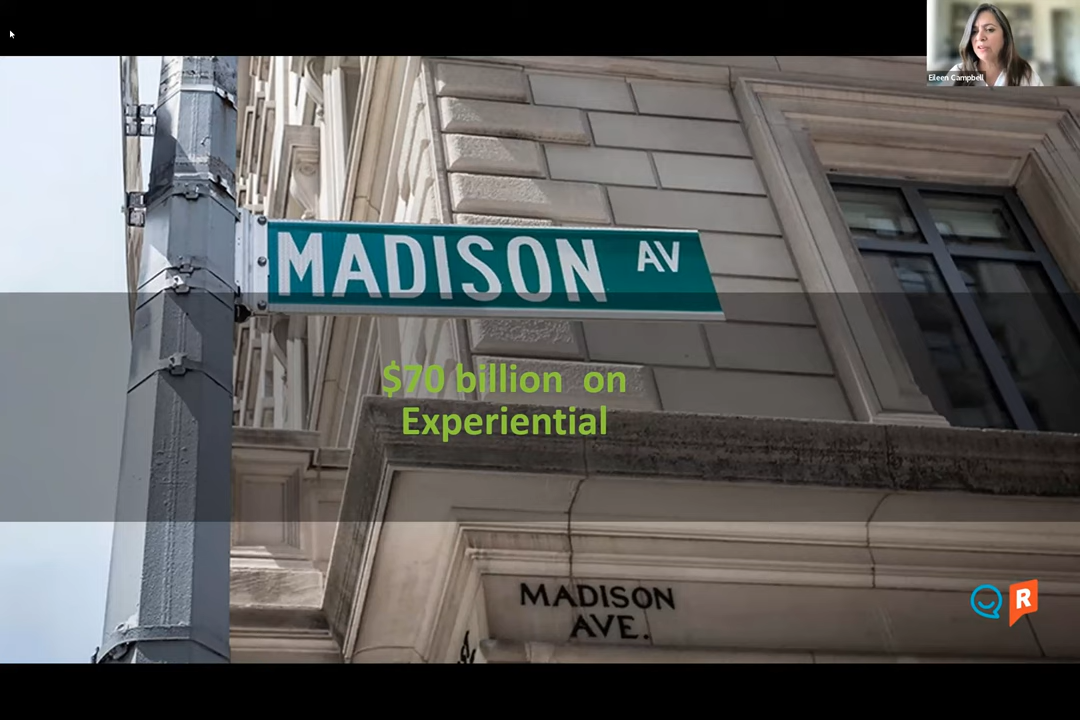 Eileen Campbell
MADISON AV
$70 billion on
Experiential
R
MADISON
AVE.